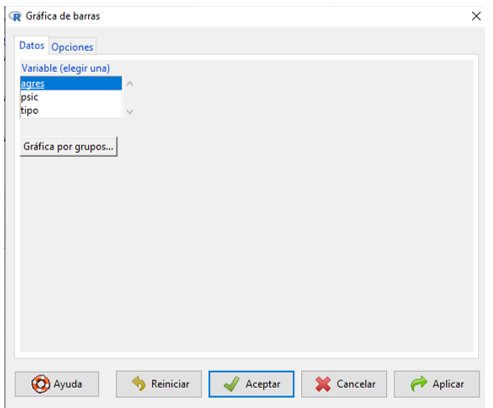 Gráfica de barras
Datos Opciones
Variable (elegir una)
agres
psic
tipo
Gráfica por grupos...
Ayuda Reiniciar Aceptar Cancelar Aplicar